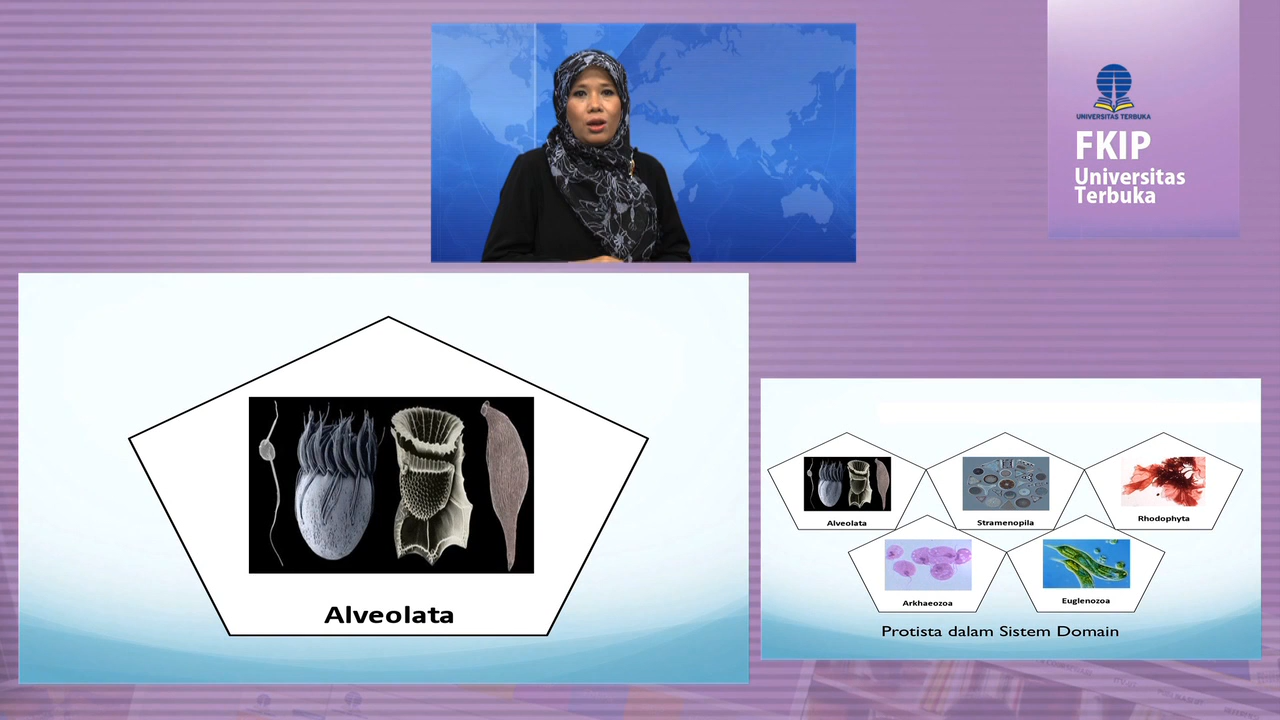 UNIVERSITAS TERBUKA
FKIP
Universitas
Terbuka
Alveolata
Alveolata
Stramenopila
Rhodophyta
Arkhaeozoa
Euglenozoa
Protista dalam Sistem Domain